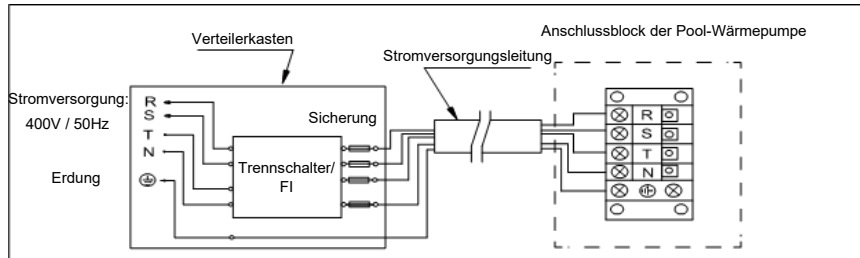 Verteilerkasten
Anschlussblock der Pool-Wärmepumpe
Stromversorgungsleitung
Stromversorgung:
400V / 50Hz
Erdung
R
S
T
N
Sicherung
Trennschalter/
FI
R
S
T
N